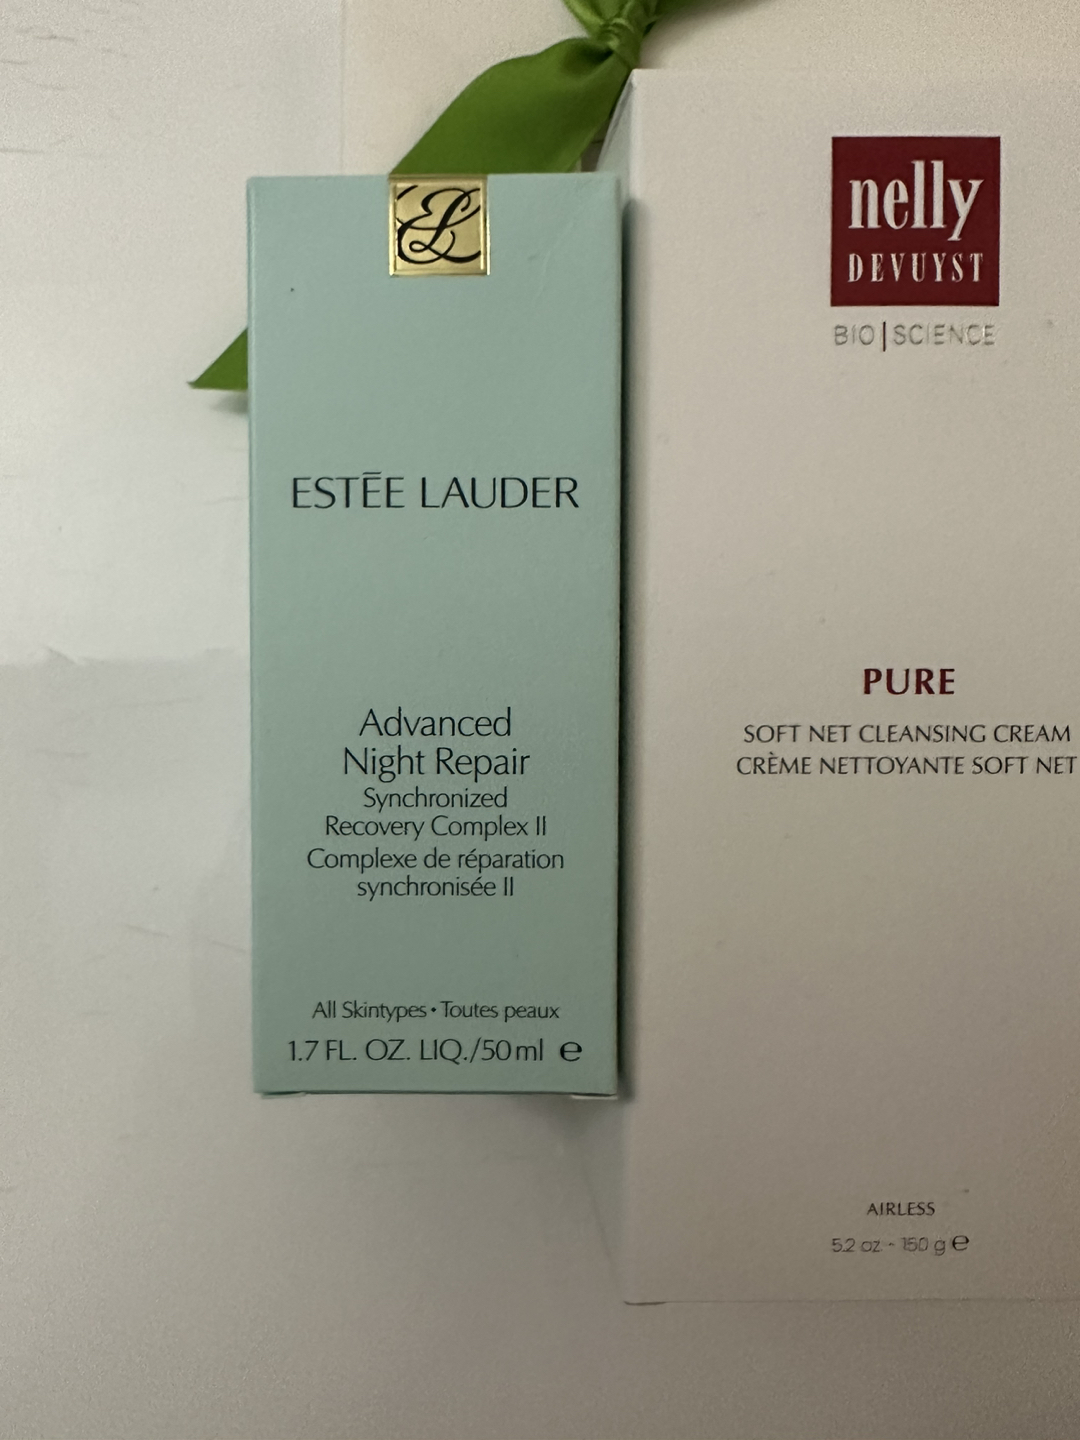 EL
ESTĒE LAUDER
Advanced
Night Repair
Synchronized
Recovery Complex II
Complexe de réparation
synchronisée II
All Skintypes • Toutes peaux
1.7 FL. OZ. LIQ./50 ml ℮
nelly
DEVUYST
BIO|SCIENCE
PURE
SOFT NET CLEANSING CREAM
CRÈME NETTOYANTE SOFT NET
AIRLESS
5.2 oz - 150 g ℮